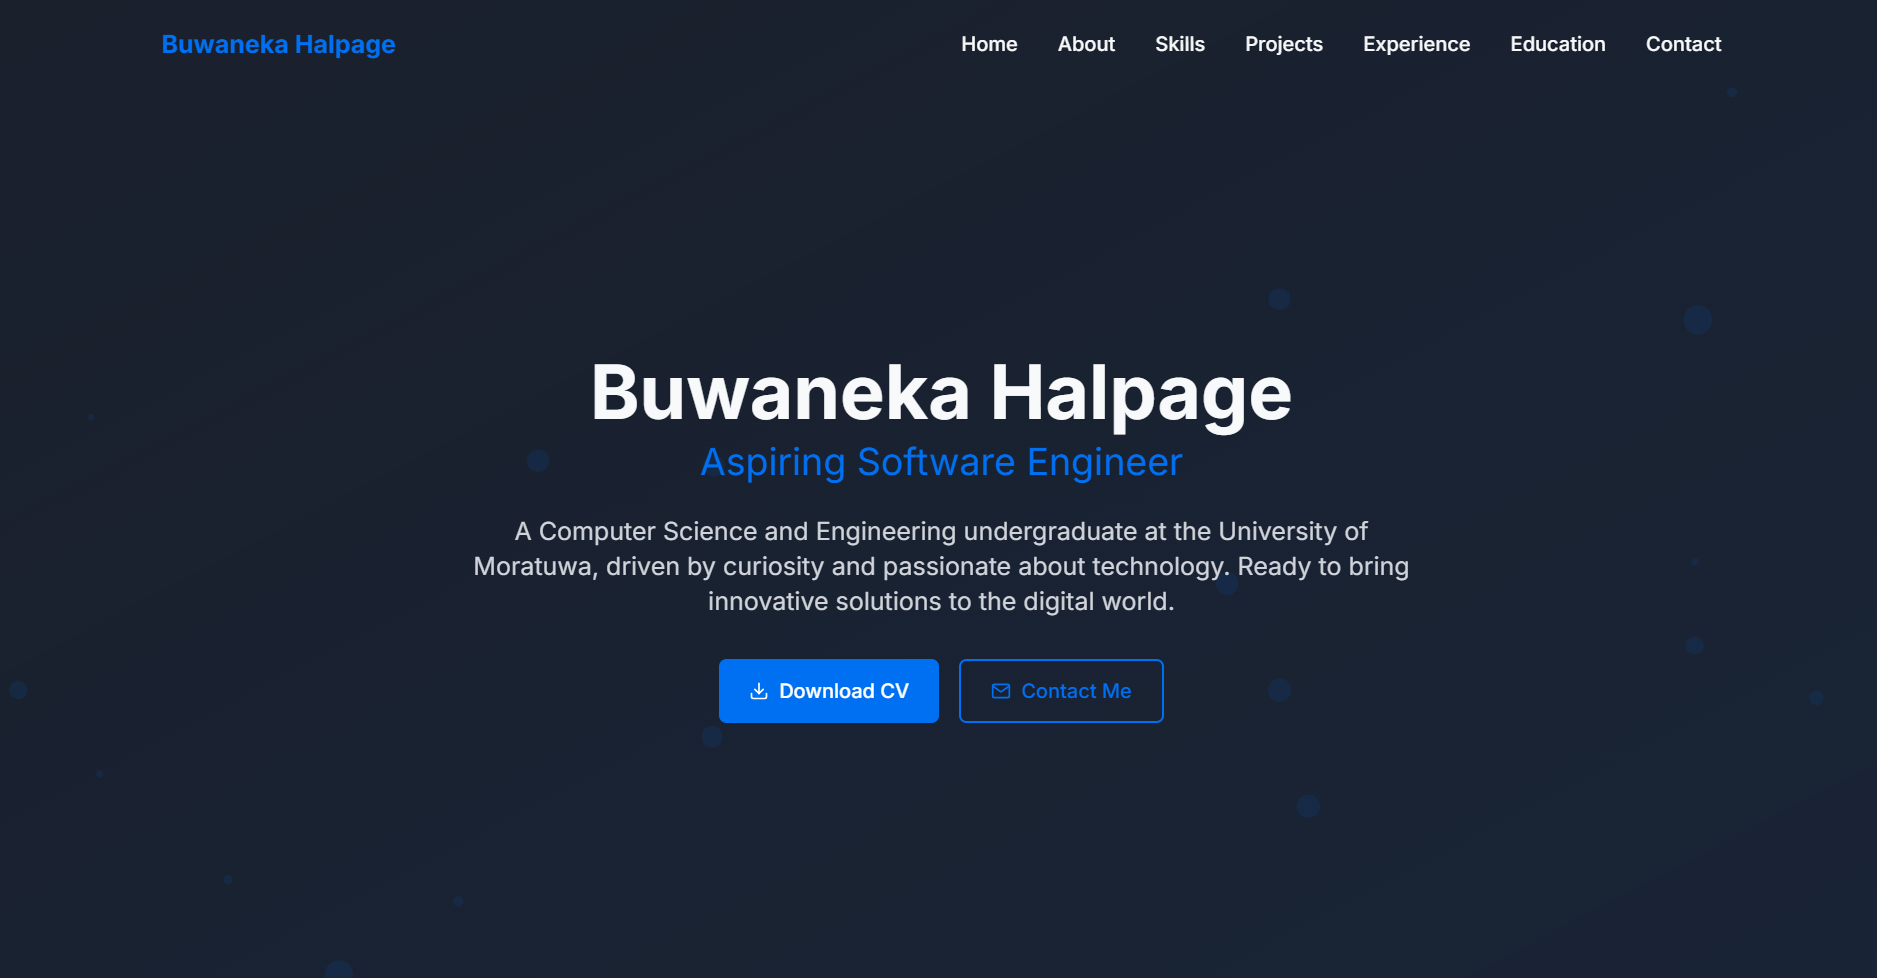 Buwaneka Halpage
Home About Skills Projects Experience Education Contact
Buwaneka Halpage
Aspiring Software Engineer
A Computer Science and Engineering undergraduate at the University of
Moratuwa, driven by curiosity and passionate about technology. Ready to bring
innovative solutions to the digital world.
Download CV
Contact Me